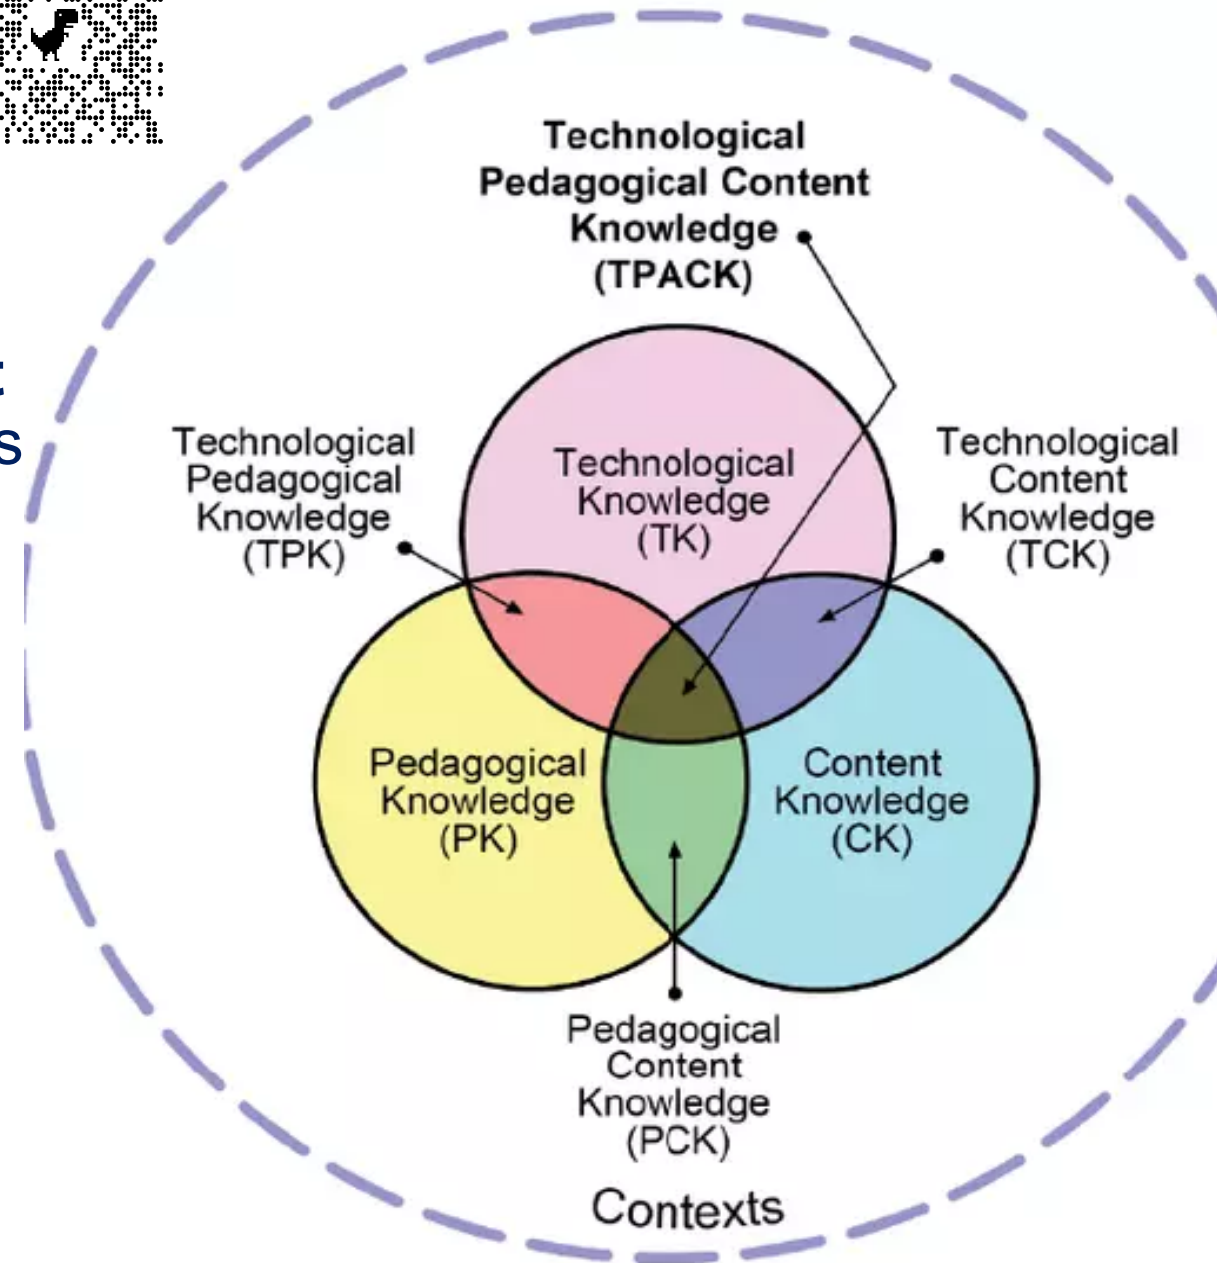 Technological
Pedagogical Content
Knowledge
(TPACK)
Technological
Pedagogical
Knowledge
(TPK)
Technological
Knowledge
(TK)
Technological
Content
Knowledge
(TCK)
Pedagogical
Knowledge
(PK)
Content
Knowledge
(CK)
Pedagogical
Content
Knowledge
(PCK)
Contexts